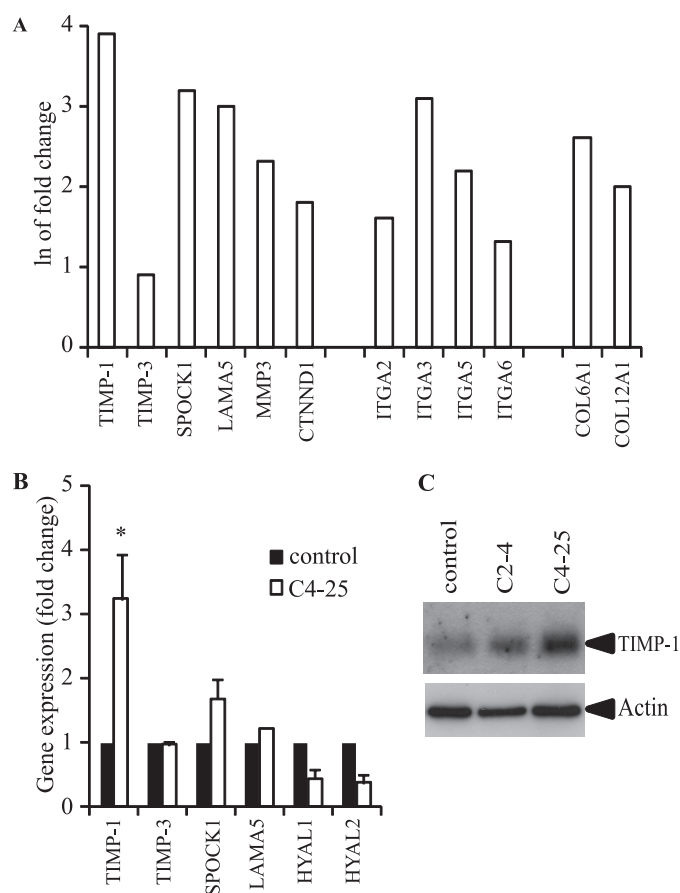 A
ln of fold change
4
3
2
1
0
TIMP-1
TIMP-3
SPOCK1
LAMA5
MMP3
CTNND1
ITGA2
ITGA3
ITGA5
ITGA6
COL6A1
COL12A1
B
Gene expression (fold change)
5
4
3
2
1
0
*
control
C4-25
TIMP-1
TIMP-3
SPOCK1
LAMA5
HYAL1
HYAL2
C
control
C2-4
C4-25
TIMP-1
Actin